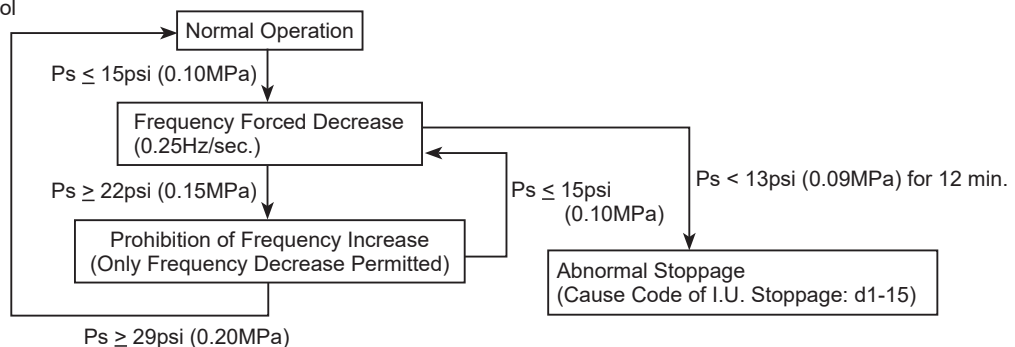 ol
Normal Operation
Ps ≤ 15psi (0.10MPa)
Frequency Forced Decrease
(0.25Hz/sec.)
Ps ≥ 22psi (0.15MPa)
Ps ≤ 15psi
(0.10MPa)
Ps < 13psi (0.09MPa) for 12 min.
Prohibition of Frequency Increase
(Only Frequency Decrease Permitted)
Abnormal Stoppage
(Cause Code of I.U. Stoppage: d1-15)
Ps ≥ 29psi (0.20MPa)